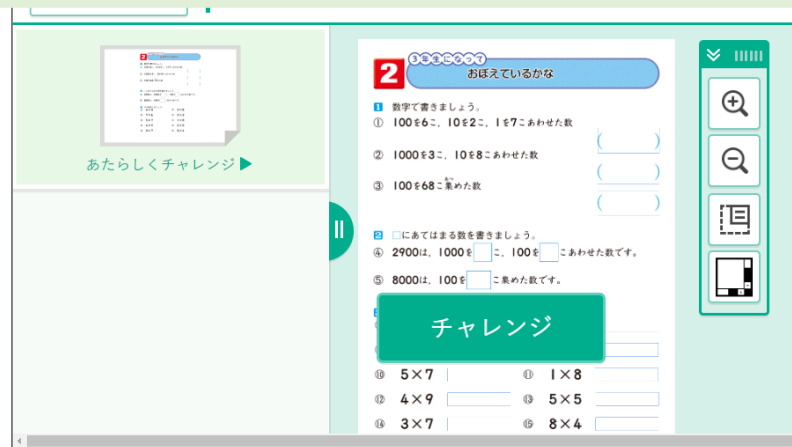 あたらしくチャレンジ▶
2
3年生になって
おぼえているかな
1 数字で書きましょう。
① 100を6こ、10を2こ、1を7こあわせた数
( )
② 1000を3こ、10を8こあわせた数
( )
③ 100を68こ集めた数
あつ
( )
2 □にあてはまる数を書きましょう。
④ 2900は、1000を□こ、100を□こあわせた数です。
⑤ 8000は、100を□こ集めた数です。
チャレンジ
⑩ 5×7
⑪ 1×8
⑫ 4×9
⑬ 5×5
⑭ 3×7
⑮ 8×4